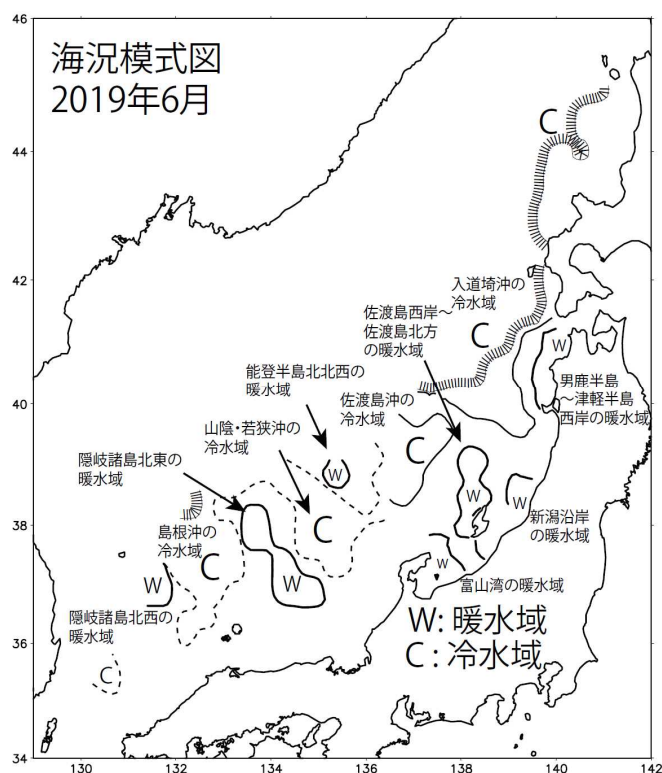 海況模式図
2019年6月
46
44
42
40
38
36
34
130
132
134
136
138
140
142
C
入道埼沖の
冷水域
佐渡島西岸～
佐渡島北方
の暖水域
C
W
男鹿半島
～津軽半島
西岸の暖水域
能登半島北北西の
暖水域
佐渡島沖の
冷水域
山陰・若狭沖の
冷水域
C
隠岐諸島北東の
暖水域
W
W
W
新潟沿岸
の暖水域
島根沖の
冷水域
C
C
W
W
W
富山湾の暖水域
隠岐諸島北西の
暖水域
C
W: 暖水域
C : 冷水域